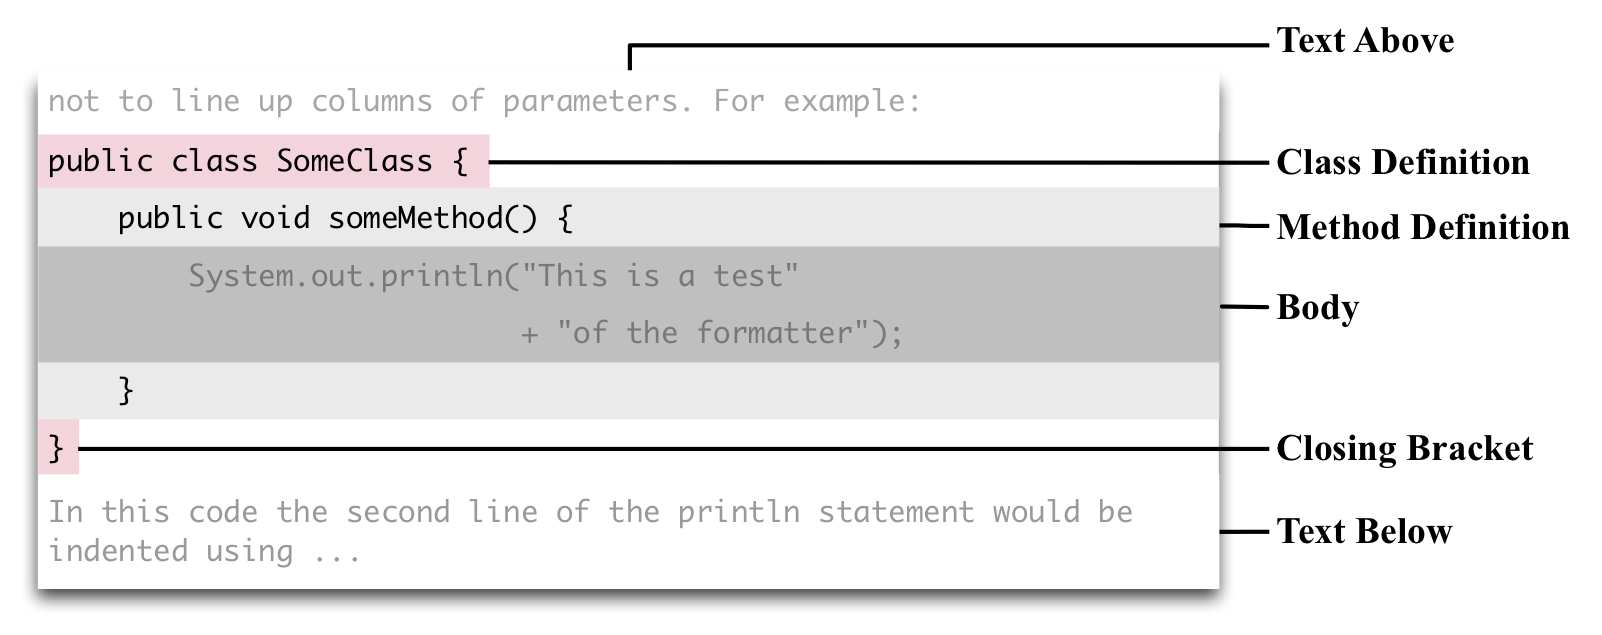 Text Above
not to line up columns of parameters. For example:
public class SomeClass {
Class Definition
public void someMethod() {
Method Definition
System.out.println("This is a test"
Body
+ "of the formatter");
}
}
Closing Bracket
In this code the second line of the println statement would be
Text Below
indented using ...